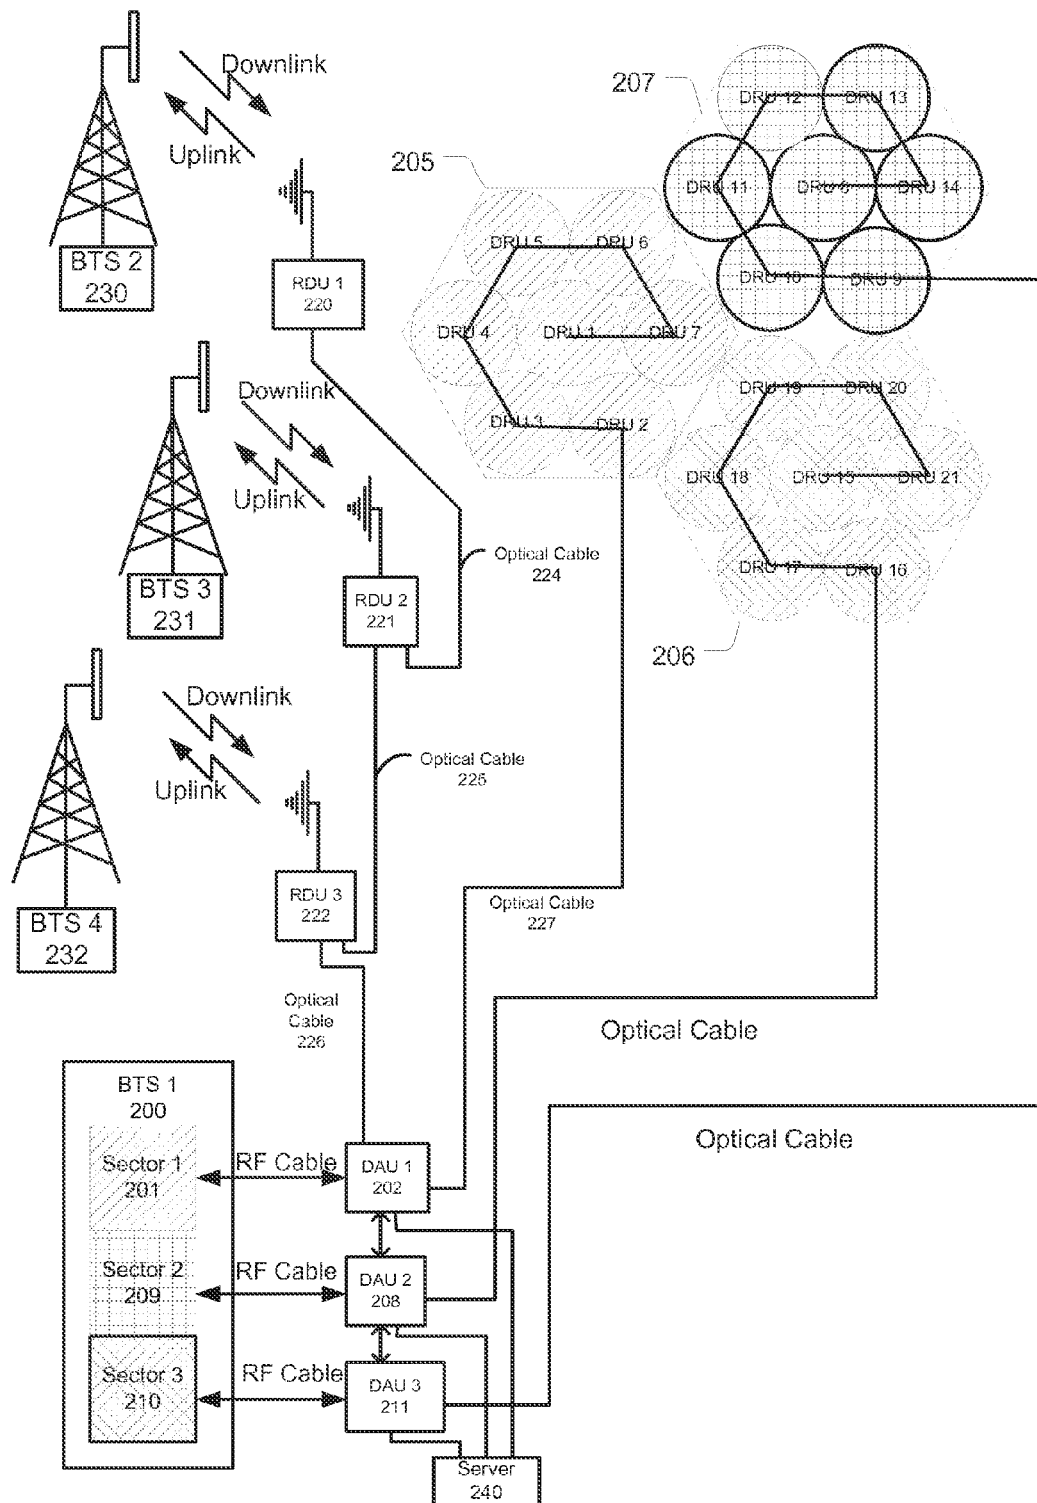 Downlink
Uplink
BTS 2
230
RDU 1
220
207
DRU 12
DRU 13
DRU 11
DRU 8
DRU 14
DRU 10
DRU 9
205
DRU 5
DRU 6
DRU 4
DRU 1
DRU 7
DRU 3
DRU 2
Downlink
Uplink
BTS 3
231
RDU 2
221
Optical Cable
224
DRU 19
DRU 20
DRU 18
DRU 15
DRU 21
DRU 17
DRU 16
206
Downlink
Uplink
BTS 4
232
RDU 3
222
Optical Cable
225
Optical Cable
227
Optical
Cable
226
Optical Cable
Optical Cable
BTS 1
200
Sector 1
201
RF Cable
DAU 1
202
Sector 2
209
RF Cable
DAU 2
208
Sector 3
210
RF Cable
DAU 3
211
Server
240